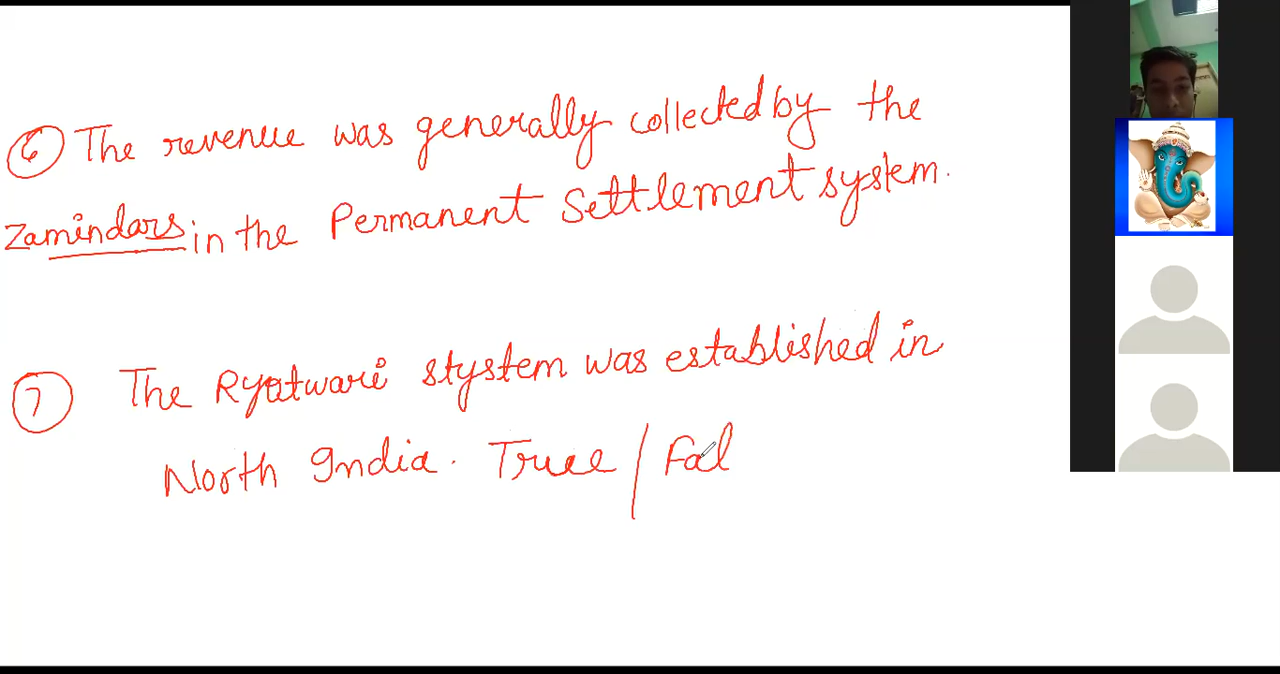 6 The revenue was generally collected by the
Zamindars in the Permanent Settlement system.
7 The Ryatwari stystem was established in
North India. True / Fal